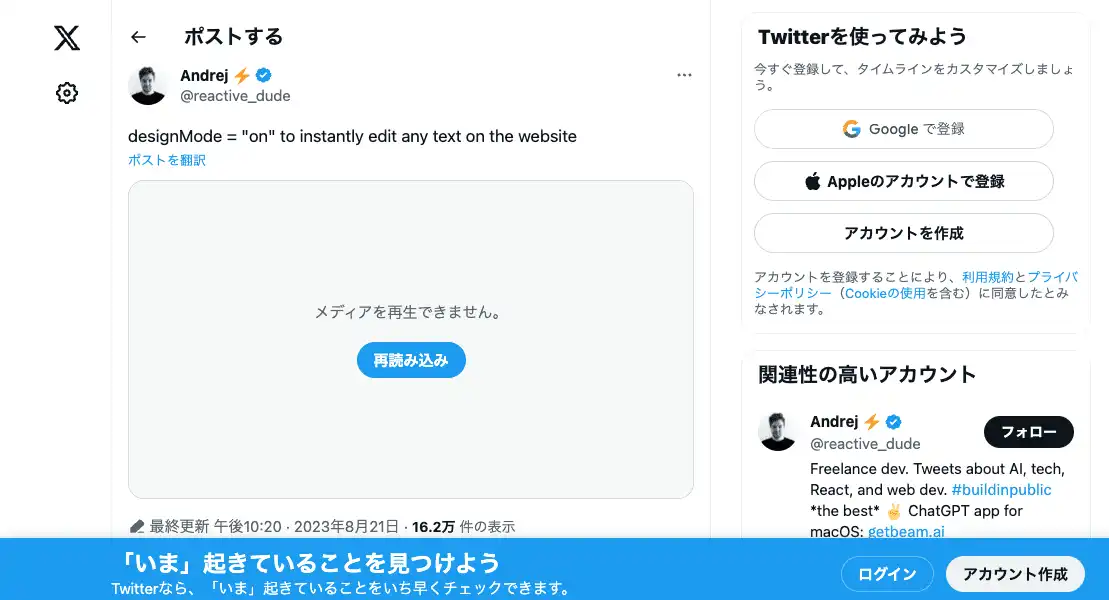 ポストする
Andrej⚡
@reactive_dude
designMode = "on" to instantly edit any text on the website
ポストを翻訳
メディアを再生できません。
再読み込み
最終更新 午後10:20 · 2023年8月21日 · 16.2万 件の表示
Twitterを使ってみよう
今すぐ登録して、タイムラインをカスタマイズしましょ
う。
Google で登録
Appleのアカウントで登録
アカウントを作成
アカウントを登録することにより、利用規約とプライバ
シーポリシー（Cookieの使用を含む）に同意したとみ
なされます。
関連性の高いアカウント
Andrej⚡
@reactive_dude
フォロー
Freelance dev. Tweets about AI, tech,
React, and web dev. #buildinpublic
*the best* ✌️ ChatGPT app for
macOS: getbeam.ai
「いま」起きていることを見つけよう
Twitterなら、「いま」起きていることをいち早くチェックできます。
ログイン
アカウント作成